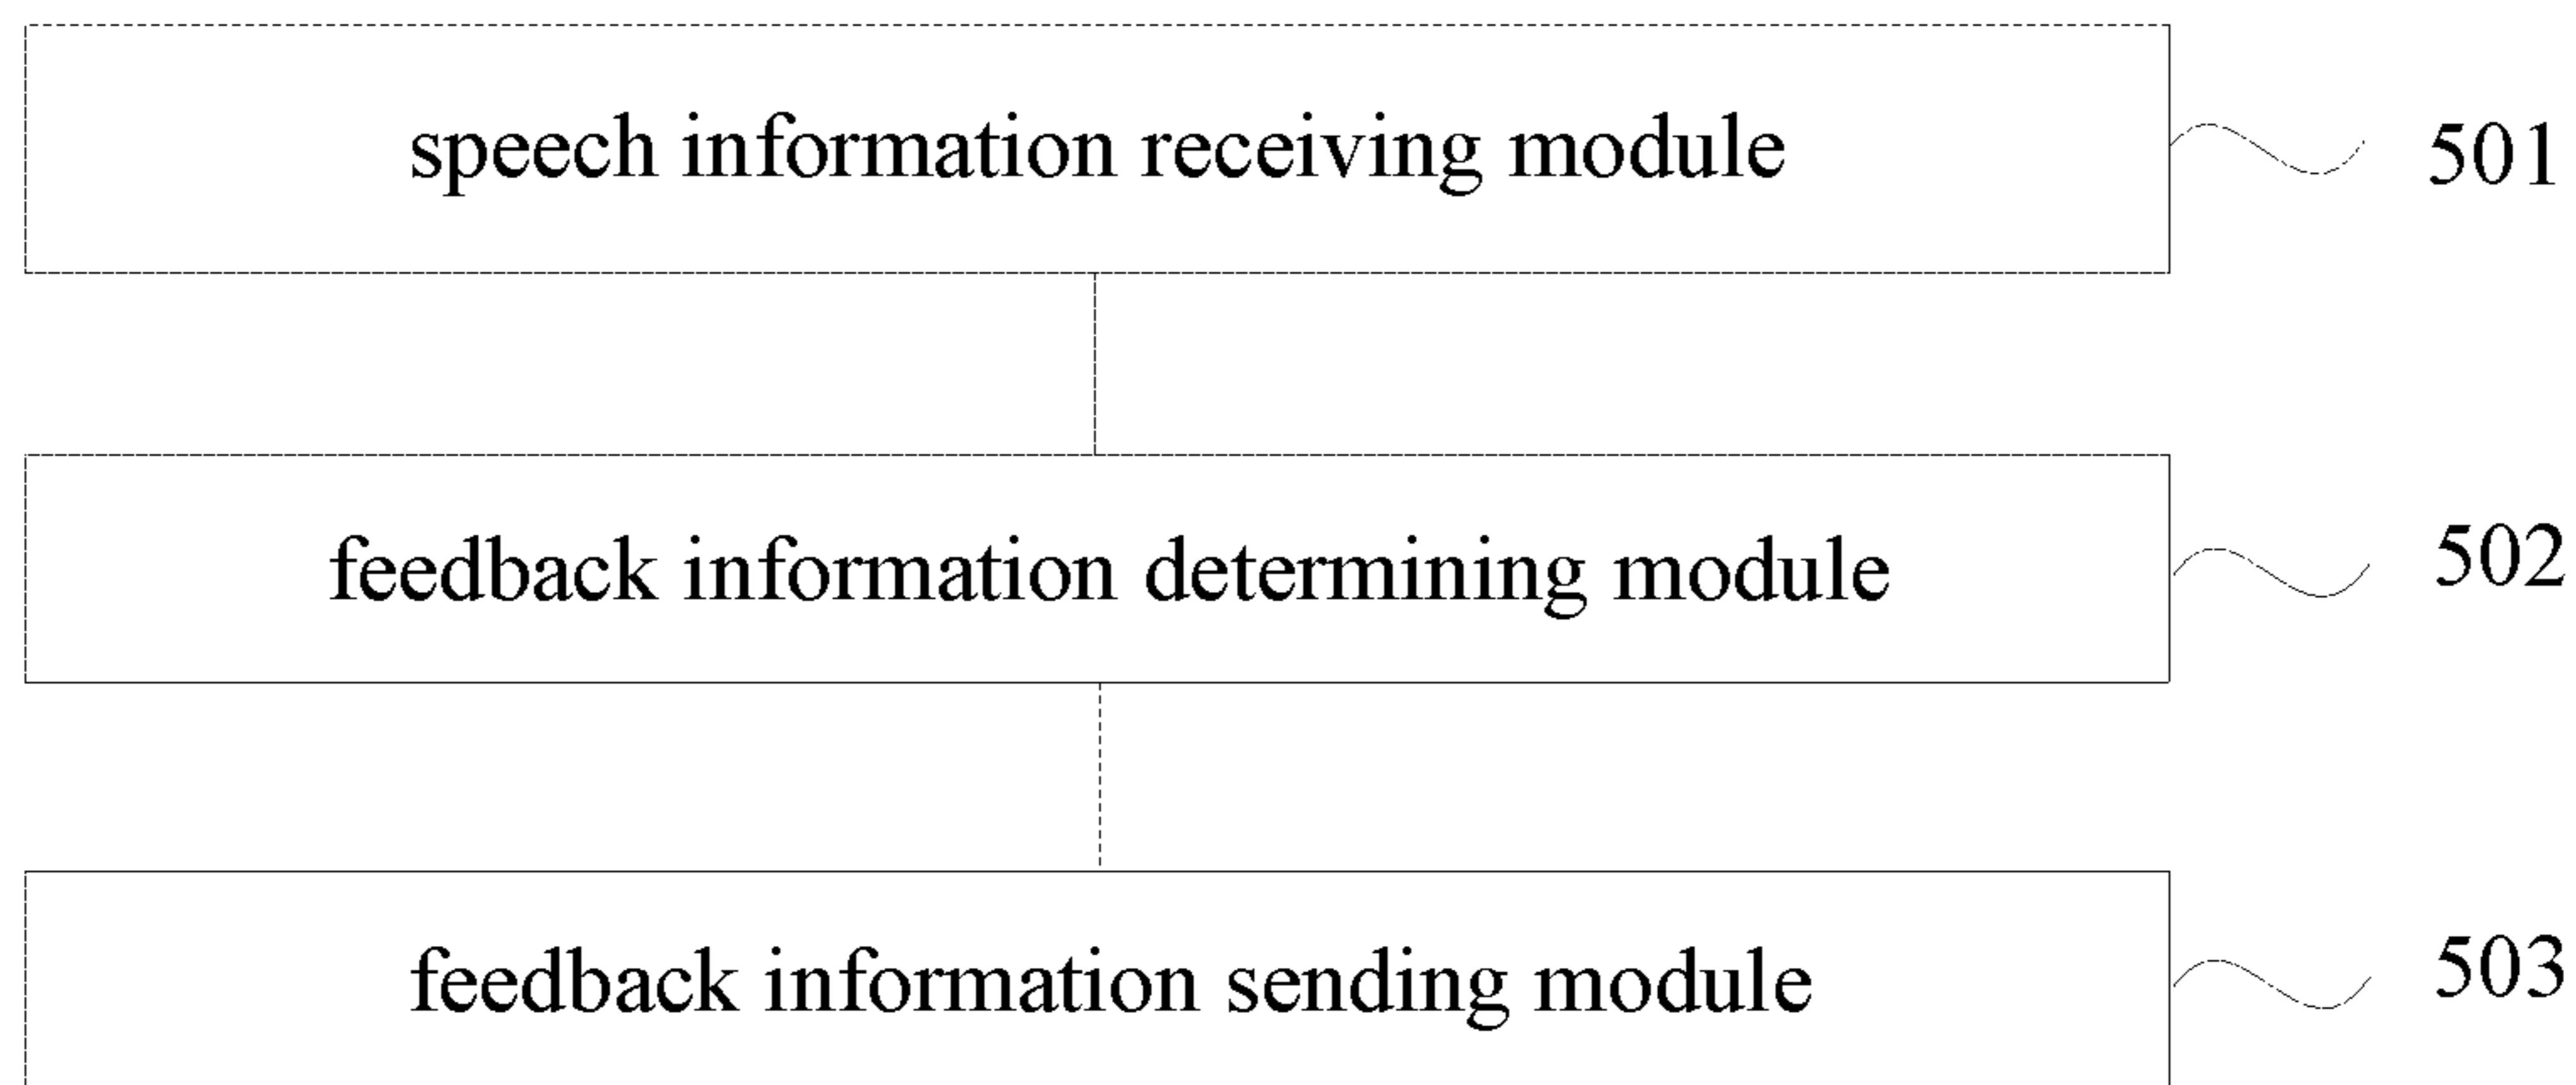 speech information receiving module 501
feedback information determining module 502
feedback information sending module 503